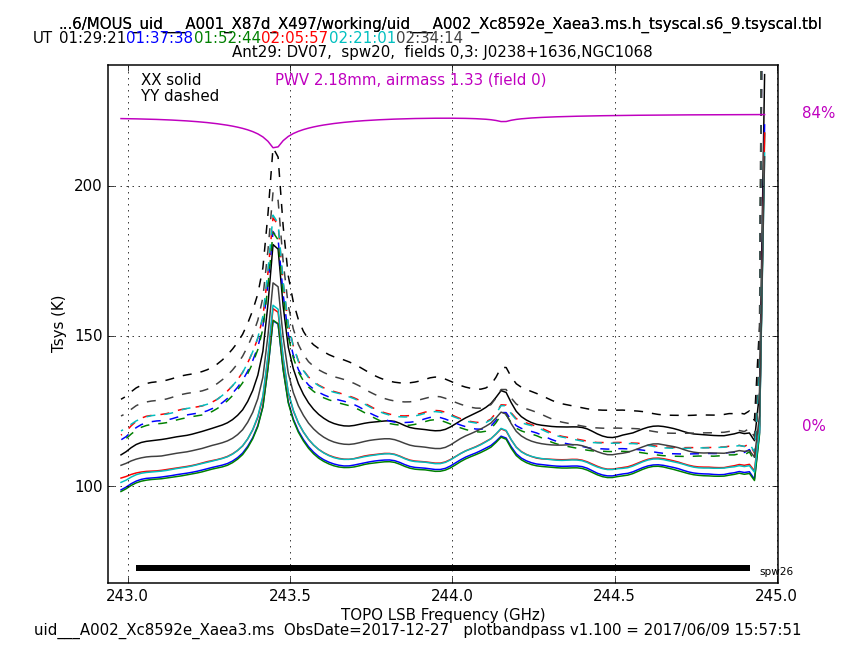 ...6/MOUS_uid___A001_X87d_X497/working/uid___A002_Xc8592e_Xaea3.ms.h_tsyscal.s6_9.tsyscal.tbl
UT 01:29:21 01:37:38 01:52:44 02:05:57 02:21:01 02:34:14
Ant29: DV07, spw20, fields 0,3: J0238+1636,NGC1068
XX solid
PWV 2.18mm, airmass 1.33 (field 0)
YY dashed
84%
200
Tsys (K)
150
0%
100
spw26
243.0 243.5 244.0 244.5 245.0
TOPO LSB Frequency (GHz)
uid___A002_Xc8592e_Xaea3.ms ObsDate=2017-12-27 plotbandpass v1.100 = 2017/06/09 15:57:51